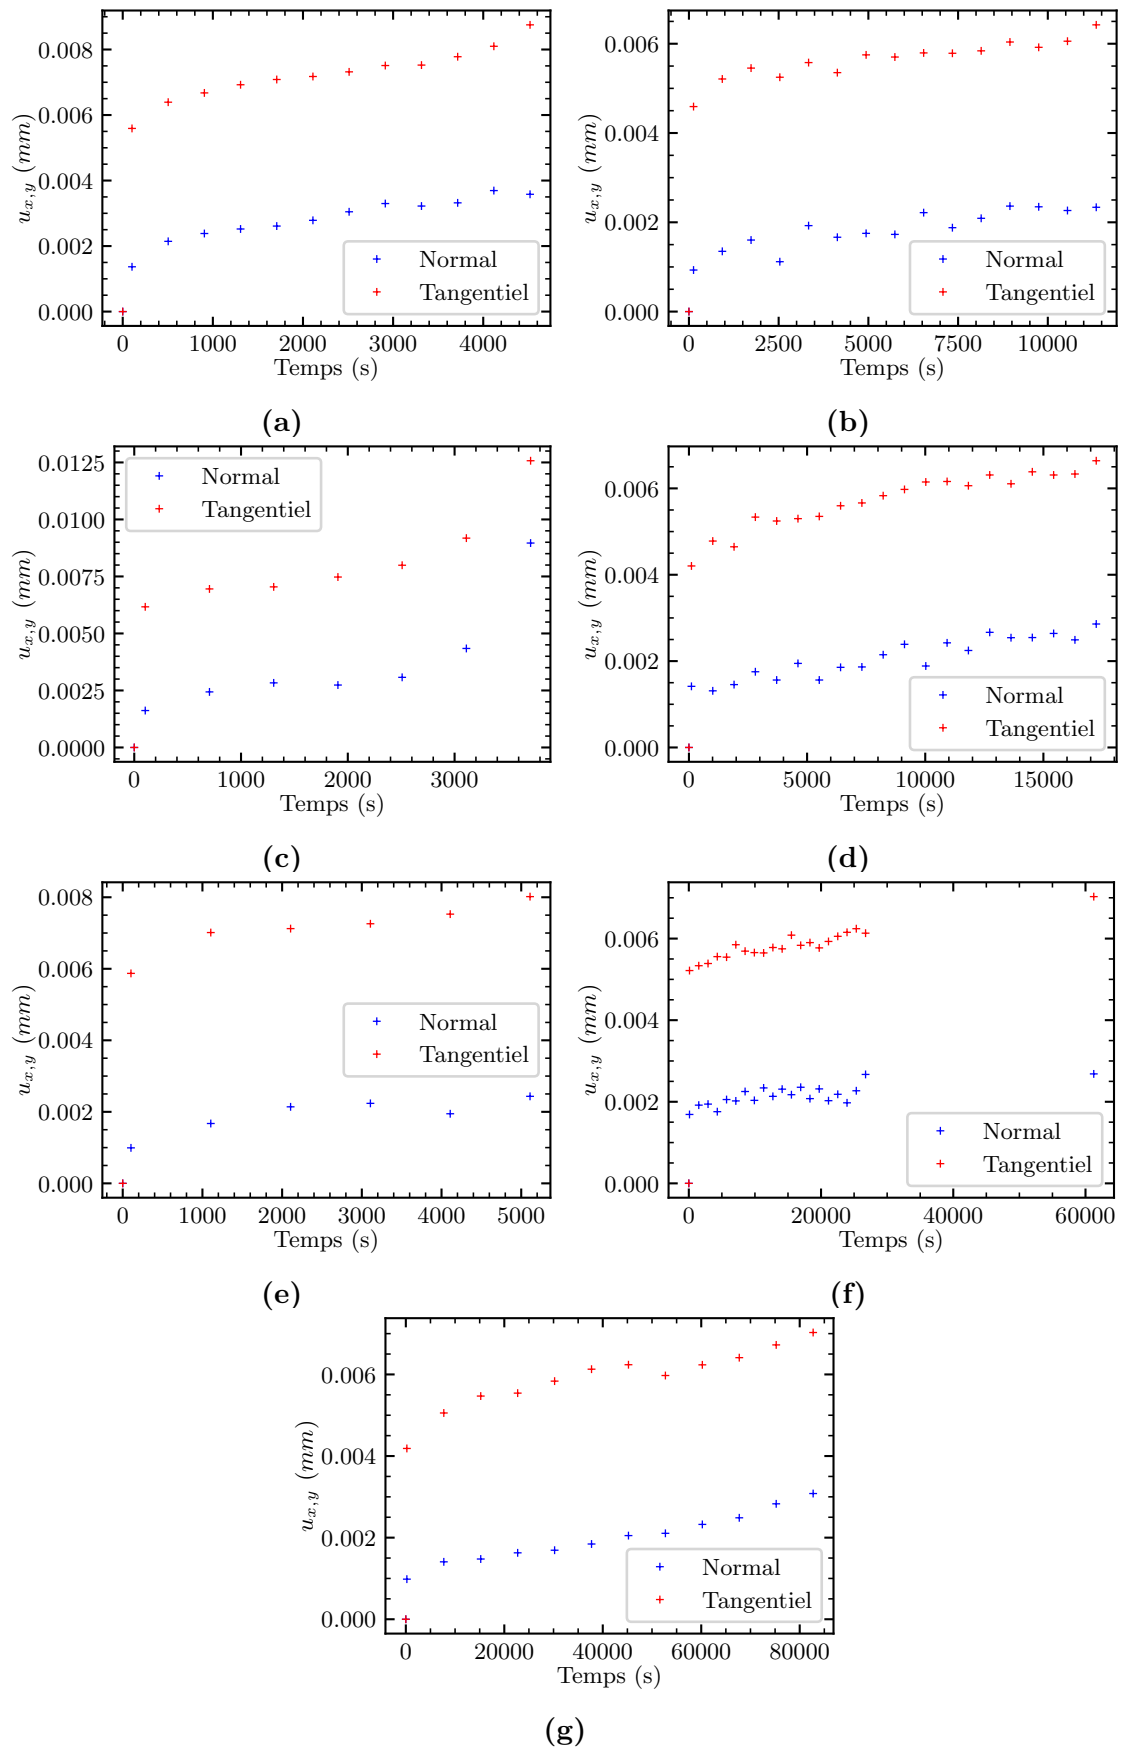 0.008
0.006
0.004
0.002
0.000
u_{x,y} (mm)
Normal
Tangentiel
0 1000 2000 3000 4000
Temps (s)
(a)
0.006
0.004
0.002
0.000
u_{x,y} (mm)
Normal
Tangentiel
0 2500 5000 7500 10000
Temps (s)
(b)
0.0125
0.0100
0.0075
0.0050
0.0025
0.0000
u_{x,y} (mm)
Normal
Tangentiel
0 1000 2000 3000
Temps (s)
(c)
0.006
0.004
0.002
0.000
u_{x,y} (mm)
Normal
Tangentiel
0 5000 10000 15000
Temps (s)
(d)
0.008
0.006
0.004
0.002
0.000
u_{x,y} (mm)
Normal
Tangentiel
0 1000 2000 3000 4000 5000
Temps (s)
(e)
0.006
0.004
0.002
0.000
u_{x,y} (mm)
Normal
Tangentiel
0 20000 40000 60000
Temps (s)
(f)
0.006
0.004
0.002
0.000
u_{x,y} (mm)
Normal
Tangentiel
0 20000 40000 60000 80000
Temps (s)
(g)